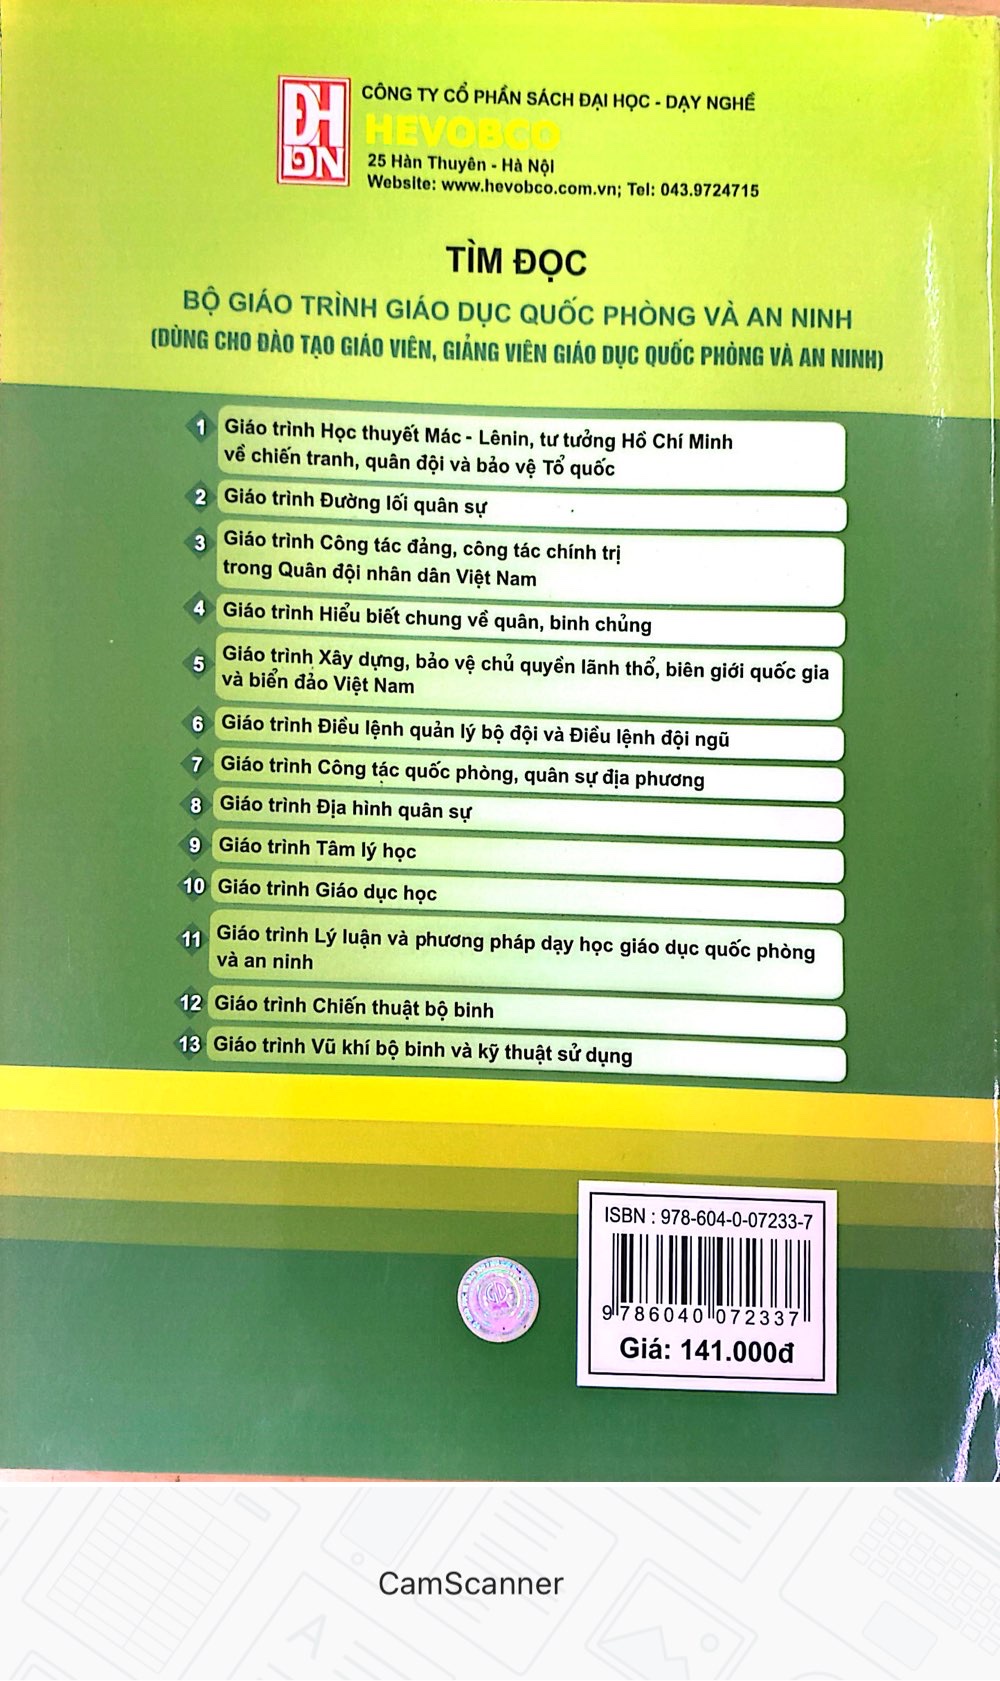 ĐH
DN
CÔNG TY CỔ PHẦN SÁCH ĐẠI HỌC - DẠY NGHỀ
HEVOBCO
25 Hàn Thuyên - Hà Nội
Website: www.hevobco.com.vn; Tel: 043.9724715
TÌM ĐỌC
BỘ GIÁO TRÌNH GIÁO DỤC QUỐC PHÒNG VÀ AN NINH
(DÙNG CHO ĐÀO TẠO GIÁO VIÊN, GIẢNG VIÊN GIÁO DỤC QUỐC PHÒNG VÀ AN NINH)
1 Giáo trình Học thuyết Mác - Lênin, tư tưởng Hồ Chí Minh
về chiến tranh, quân đội và bảo vệ Tổ quốc
2 Giáo trình Đường lối quân sự
3 Giáo trình Công tác đảng, công tác chính trị
trong Quân đội nhân dân Việt Nam
4 Giáo trình Hiểu biết chung về quân, binh chủng
5 Giáo trình Xây dựng, bảo vệ chủ quyền lãnh thổ, biên giới quốc gia
và biển đảo Việt Nam
6 Giáo trình Điều lệnh quản lý bộ đội và Điều lệnh đội ngũ
7 Giáo trình Công tác quốc phòng, quân sự địa phương
8 Giáo trình Địa hình quân sự
9 Giáo trình Tâm lý học
10 Giáo trình Giáo dục học
11 Giáo trình Lý luận và phương pháp dạy học giáo dục quốc phòng
và an ninh
12 Giáo trình Chiến thuật bộ binh
13 Giáo trình Vũ khí bộ binh và kỹ thuật sử dụng
ISBN : 978-604-0-07233-7
9 786040 072337
Giá: 141.000đ
CamScanner